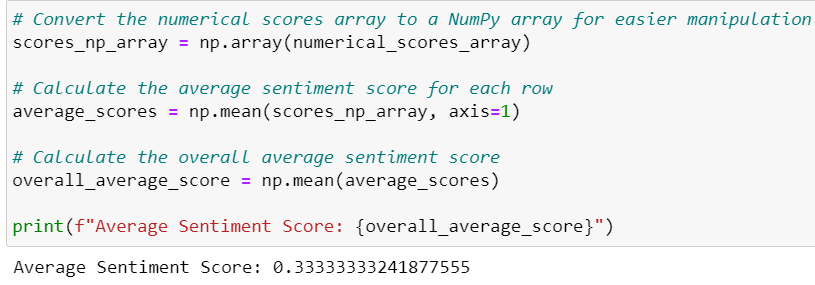 # Convert the numerical scores array to a NumPy array for easier manipulation
scores_np_array = np.array(numerical_scores_array)
# Calculate the average sentiment score for each row
average_scores = np.mean(scores_np_array, axis=1)
# Calculate the overall average sentiment score
overall_average_score = np.mean(average_scores)
print(f"Average Sentiment Score: {overall_average_score}")
Average Sentiment Score: 0.33333333241877555